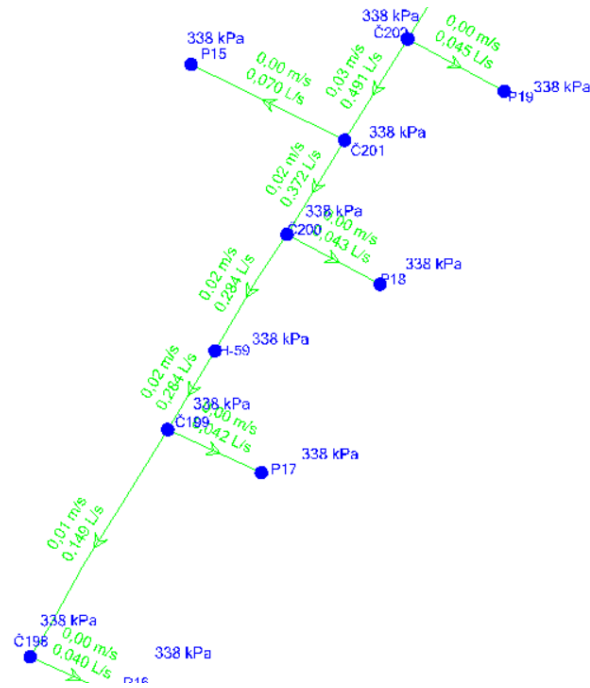 338 kPa
Č202
0,00 m/s
0,045 L/s
338 kPa
P19
338 kPa
P15
0,00 m/s
0,070 L/s
0,03 m/s
0,491 L/s
338 kPa
Č201
0,02 m/s
0,372 L/s
338 kPa
Č200
0,00 m/s
0,043 L/s
338 kPa
P18
0,02 m/s
0,284 L/s
338 kPa
H-59
0,02 m/s
0,284 L/s
338 kPa
Č199
0,00 m/s
0,042 L/s
338 kPa
P17
0,01 m/s
0,149 L/s
338 kPa
Č198
0,00 m/s
0,040 L/s
338 kPa
P16